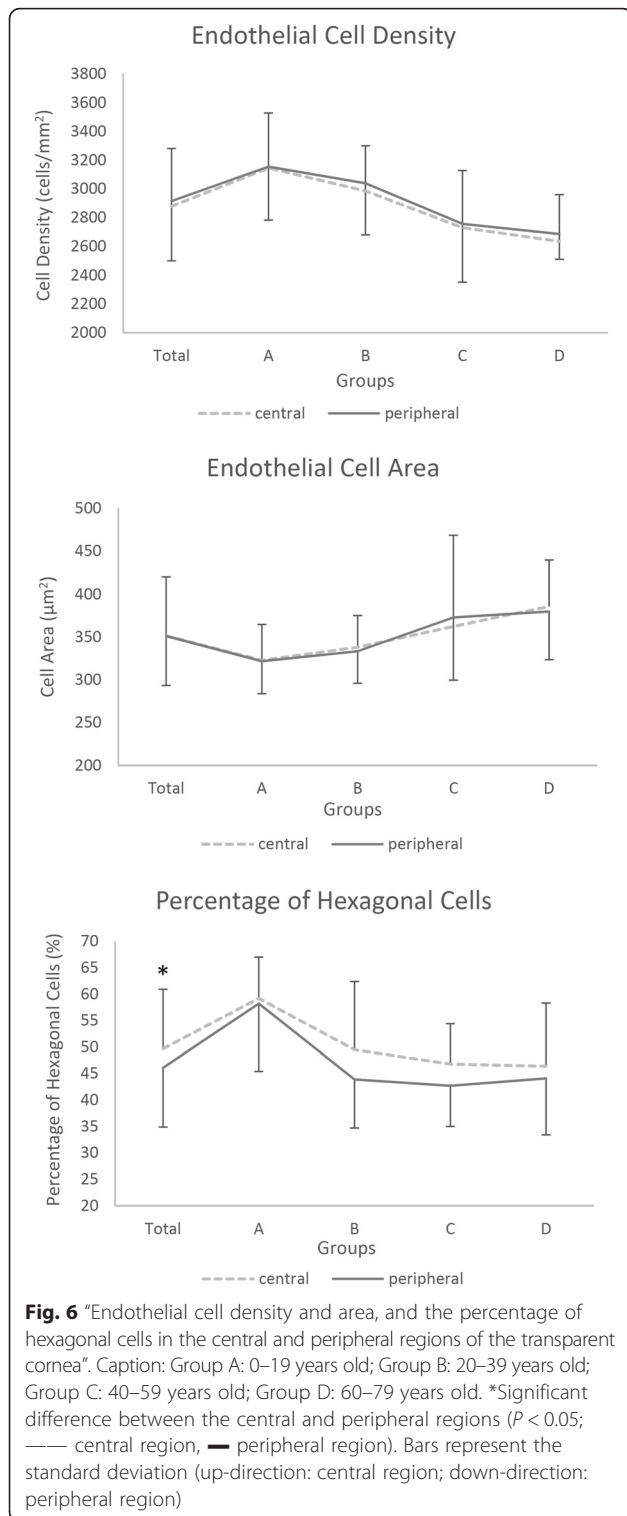 Endothelial Cell Density
3800
3600
3400
3200
3000
2800
2600
2400
2200
2000
Cell Density (cells/mm²)
Total A B C D
Groups
central peripheral
Endothelial Cell Area
500
450
400
350
300
250
200
Cell Area (µm²)
Total A B C D
Groups
central peripheral
Percentage of Hexagonal Cells
70
65
60
55
50
45
40
35
30
25
20
Percentage of Hexagonal Cells (%)
*
Total A B C D
Groups
central peripheral
Fig. 6 “Endothelial cell density and area, and the percentage of
hexagonal cells in the central and peripheral regions of the transparent
cornea”. Caption: Group A: 0–19 years old; Group B: 20–39 years old;
Group C: 40–59 years old; Group D: 60–79 years old. *Significant
difference between the central and peripheral regions (P < 0.05;
—— central region, — peripheral region). Bars represent the
standard deviation (up-direction: central region; down-direction:
peripheral region)